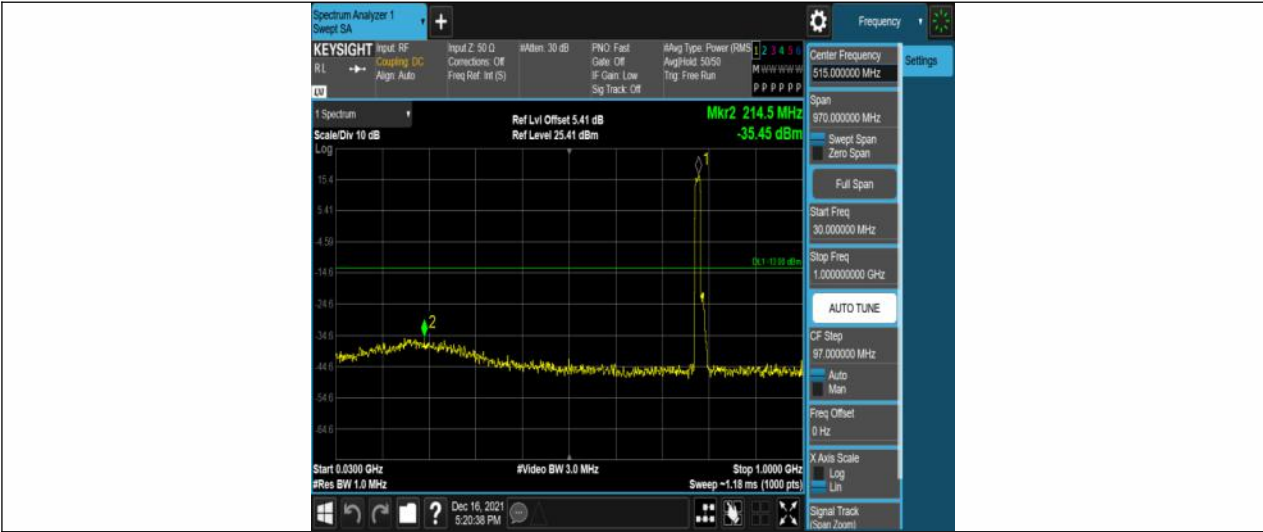 Spectrum Analyzer 1
Swept SA
Frequency
KEYSIGHT
Input: RF
Coupling: DC
Align: Auto
RL
Input Z: 50 Ω
Corrections: Off
Freq Ref: Int (S)
#Atten: 30 dB
PNO: Fast
Gate: Off
IF Gain: Low
Sig Track: Off
#Avg Type: Power (RMS
Avg|Hold: 50/50
Trig: Free Run
1 2 3 4 5 6
M W W W W W
P P P P P P
1 Spectrum
Scale/Div 10 dB
Ref Lvl Offset 5.41 dB
Ref Level 25.41 dBm
Mkr2 214.5 MHz
-35.45 dBm
Log
15.4
5.41
-4.59
-14.6
-24.6
-34.6
-44.6
-54.6
-64.6
1
2
DL1 -13.00 dBm
Start 0.0300 GHz
#Res BW 1.0 MHz
#Video BW 3.0 MHz
Stop 1.0000 GHz
Sweep ~1.18 ms (1000 pts)
?
Dec 16, 2021
5:20:38 PM
Center Frequency
515.000000 MHz
Settings
Span
970.000000 MHz
Swept Span
Zero Span
Full Span
Start Freq
30.000000 MHz
Stop Freq
1.000000000 GHz
AUTO TUNE
CF Step
97.000000 MHz
Auto
Man
Freq Offset
0 Hz
X Axis Scale
Log
Lin
Signal Track
(Span Zoom)